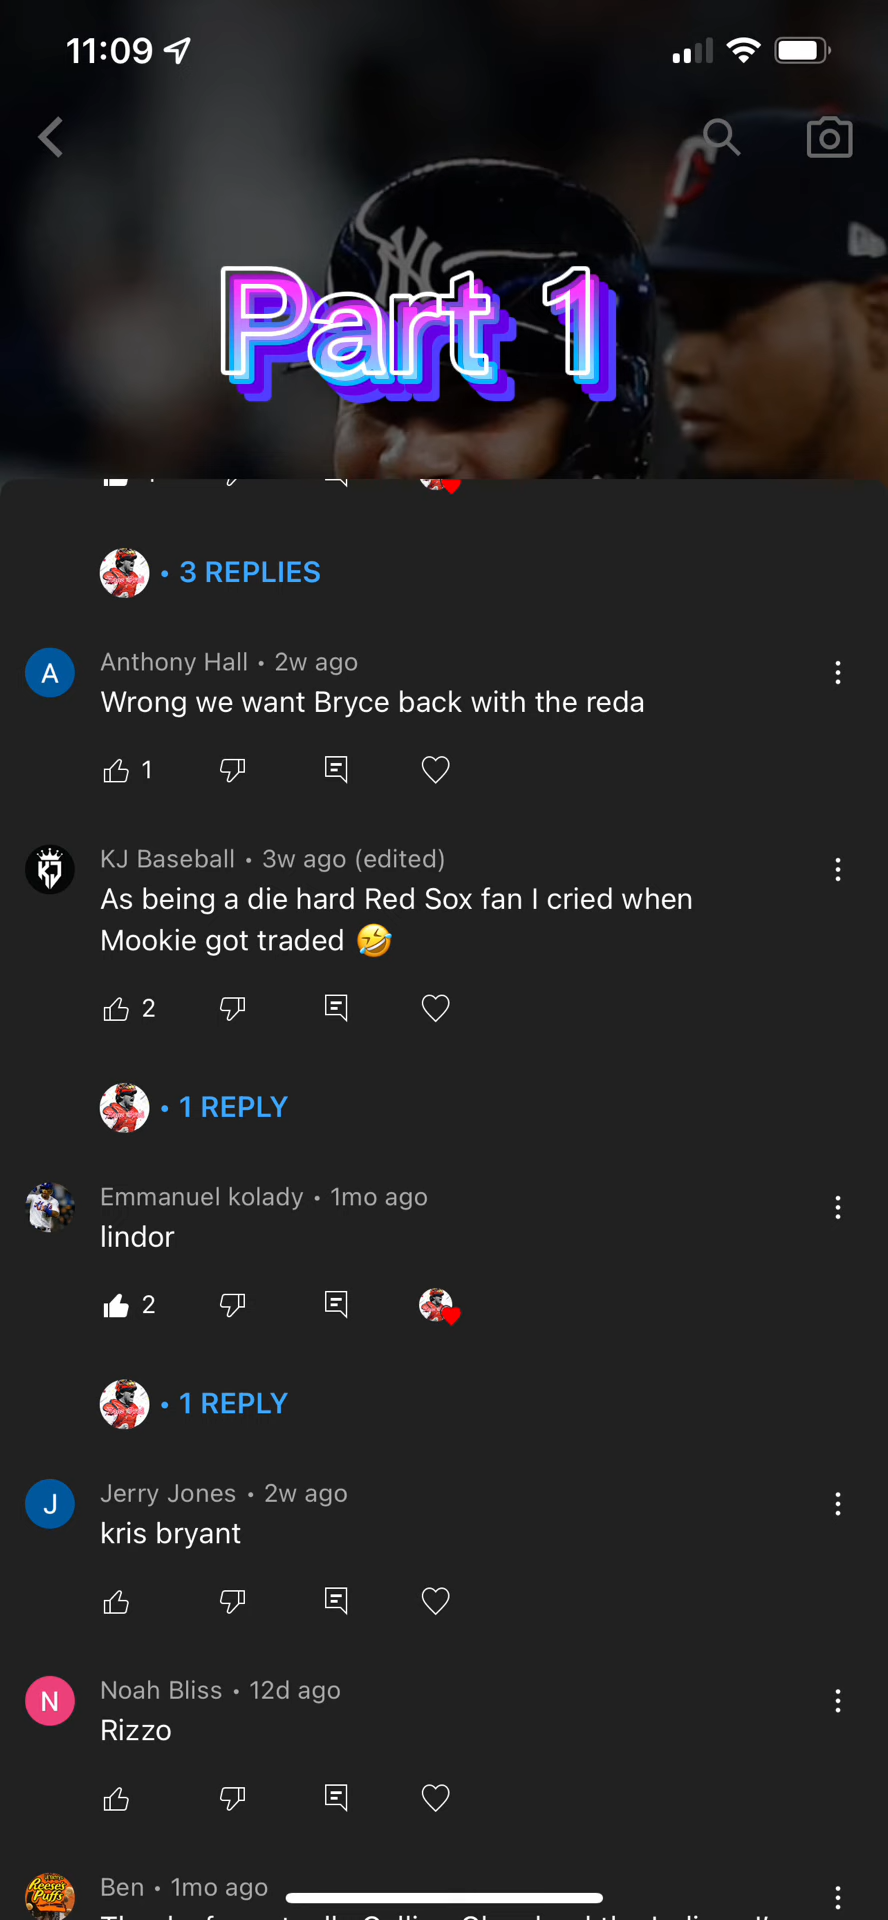 11:09
NY
Part 1
• 3 REPLIES
Anthony Hall • 2w ago
Wrong we want Bryce back with the reda
1
KJ Baseball • 3w ago (edited)
As being a die hard Red Sox fan I cried when
Mookie got traded 🤣
2
• 1 REPLY
Emmanuel kolady • 1mo ago
lindor
2
• 1 REPLY
J
Jerry Jones • 2w ago
kris bryant
N
Noah Bliss • 12d ago
Rizzo
Reeses
Puffs
Ben • 1mo ago